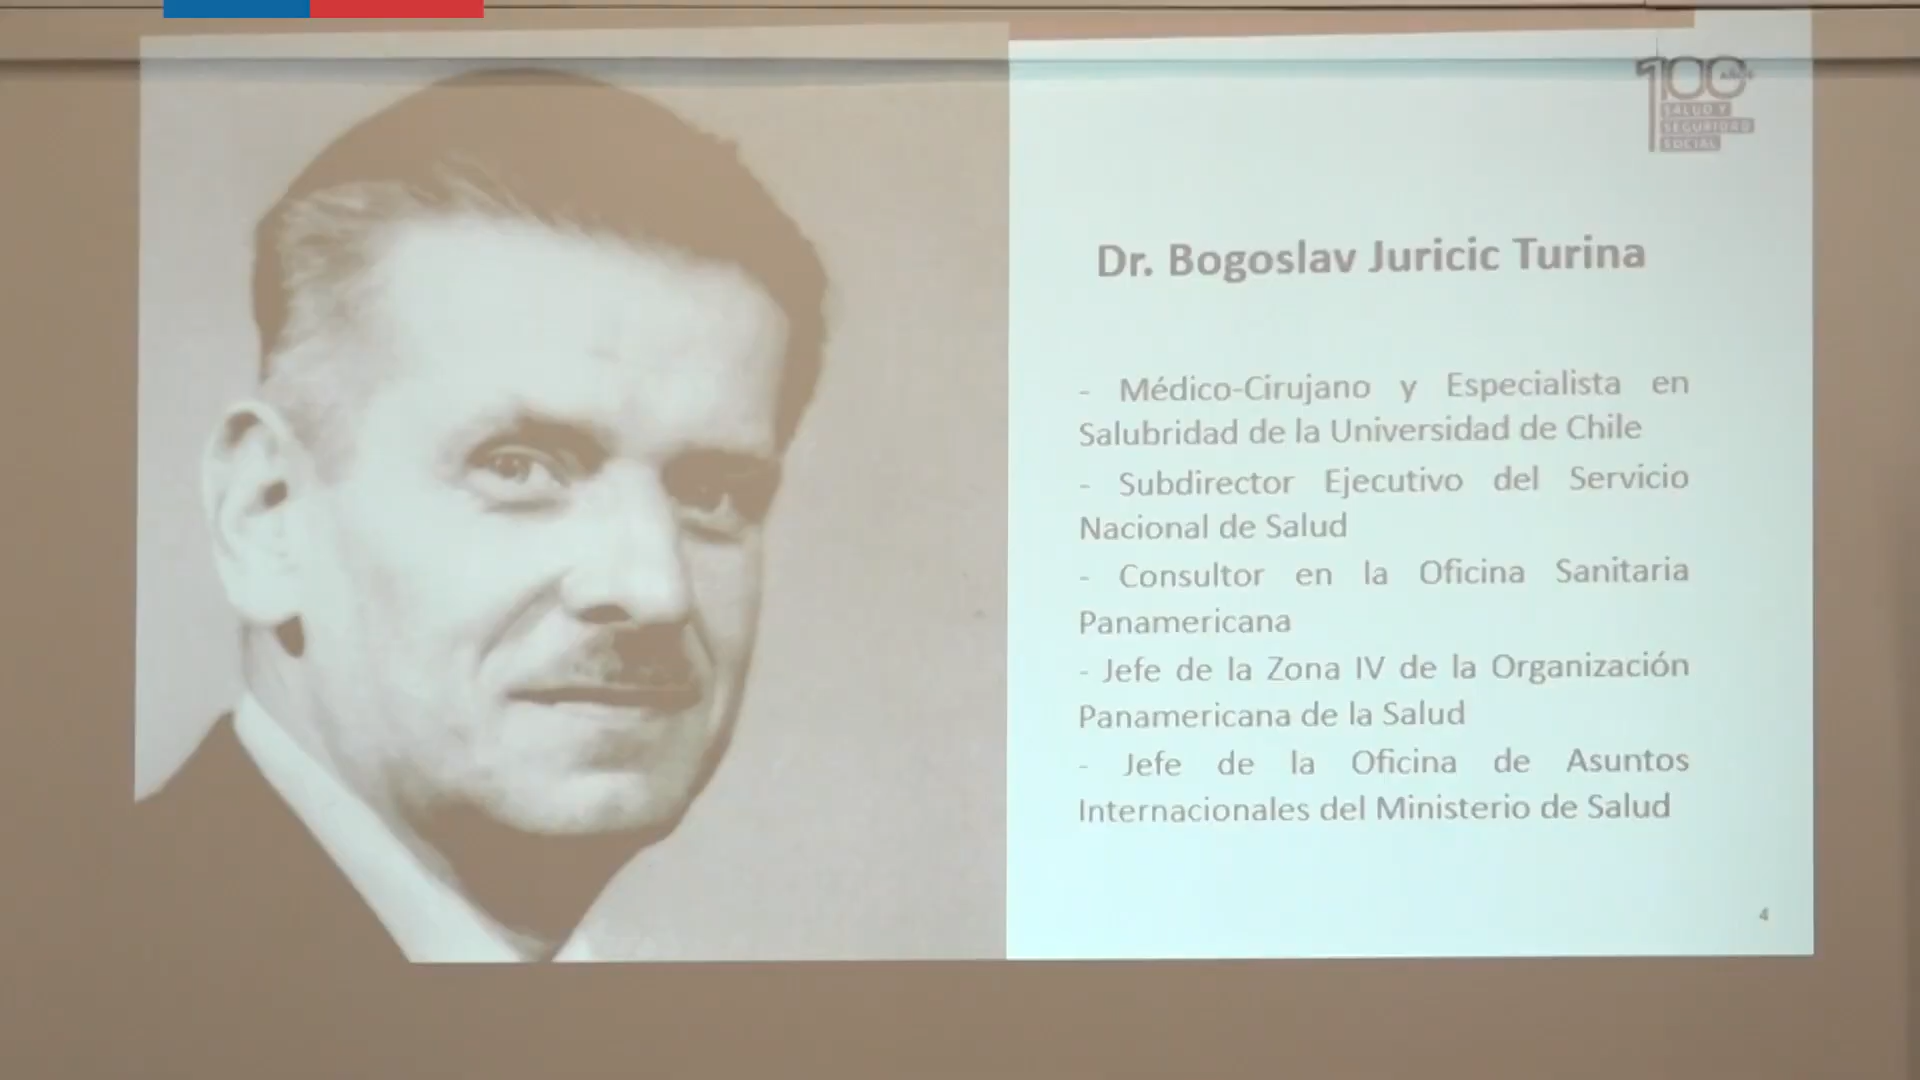 100 AÑOS
SALUD Y
SEGURIDAD
SOCIAL
Dr. Bogoslav Juricic Turina
- Médico-Cirujano y Especialista en
Salubridad de la Universidad de Chile
- Subdirector Ejecutivo del Servicio
Nacional de Salud
- Consultor en la Oficina Sanitaria
Panamericana
- Jefe de la Zona IV de la Organización
Panamericana de la Salud
- Jefe de la Oficina de Asuntos
Internacionales del Ministerio de Salud
4